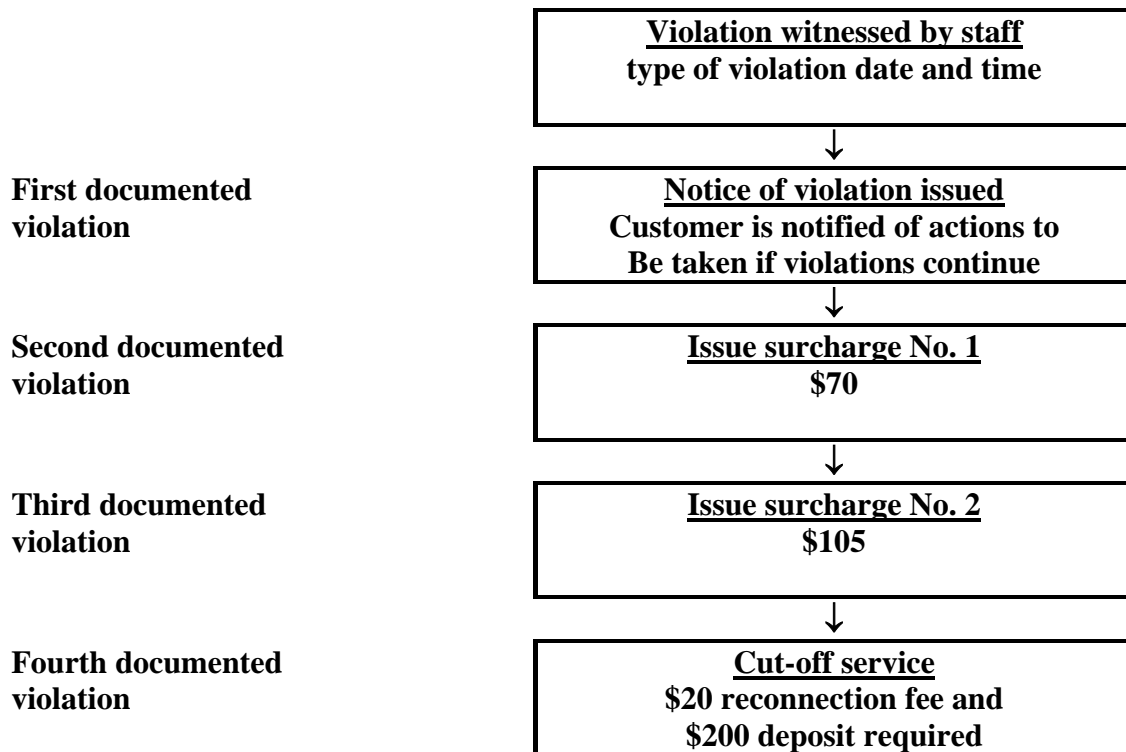 Violation witnessed by staff
type of violation date and time
↓
First documented
violation
Notice of violation issued
Customer is notified of actions to
Be taken if violations continue
↓
Second documented
violation
Issue surcharge No. 1
$70
↓
Third documented
violation
Issue surcharge No. 2
$105
↓
Fourth documented
violation
Cut-off service
$20 reconnection fee and
$200 deposit required